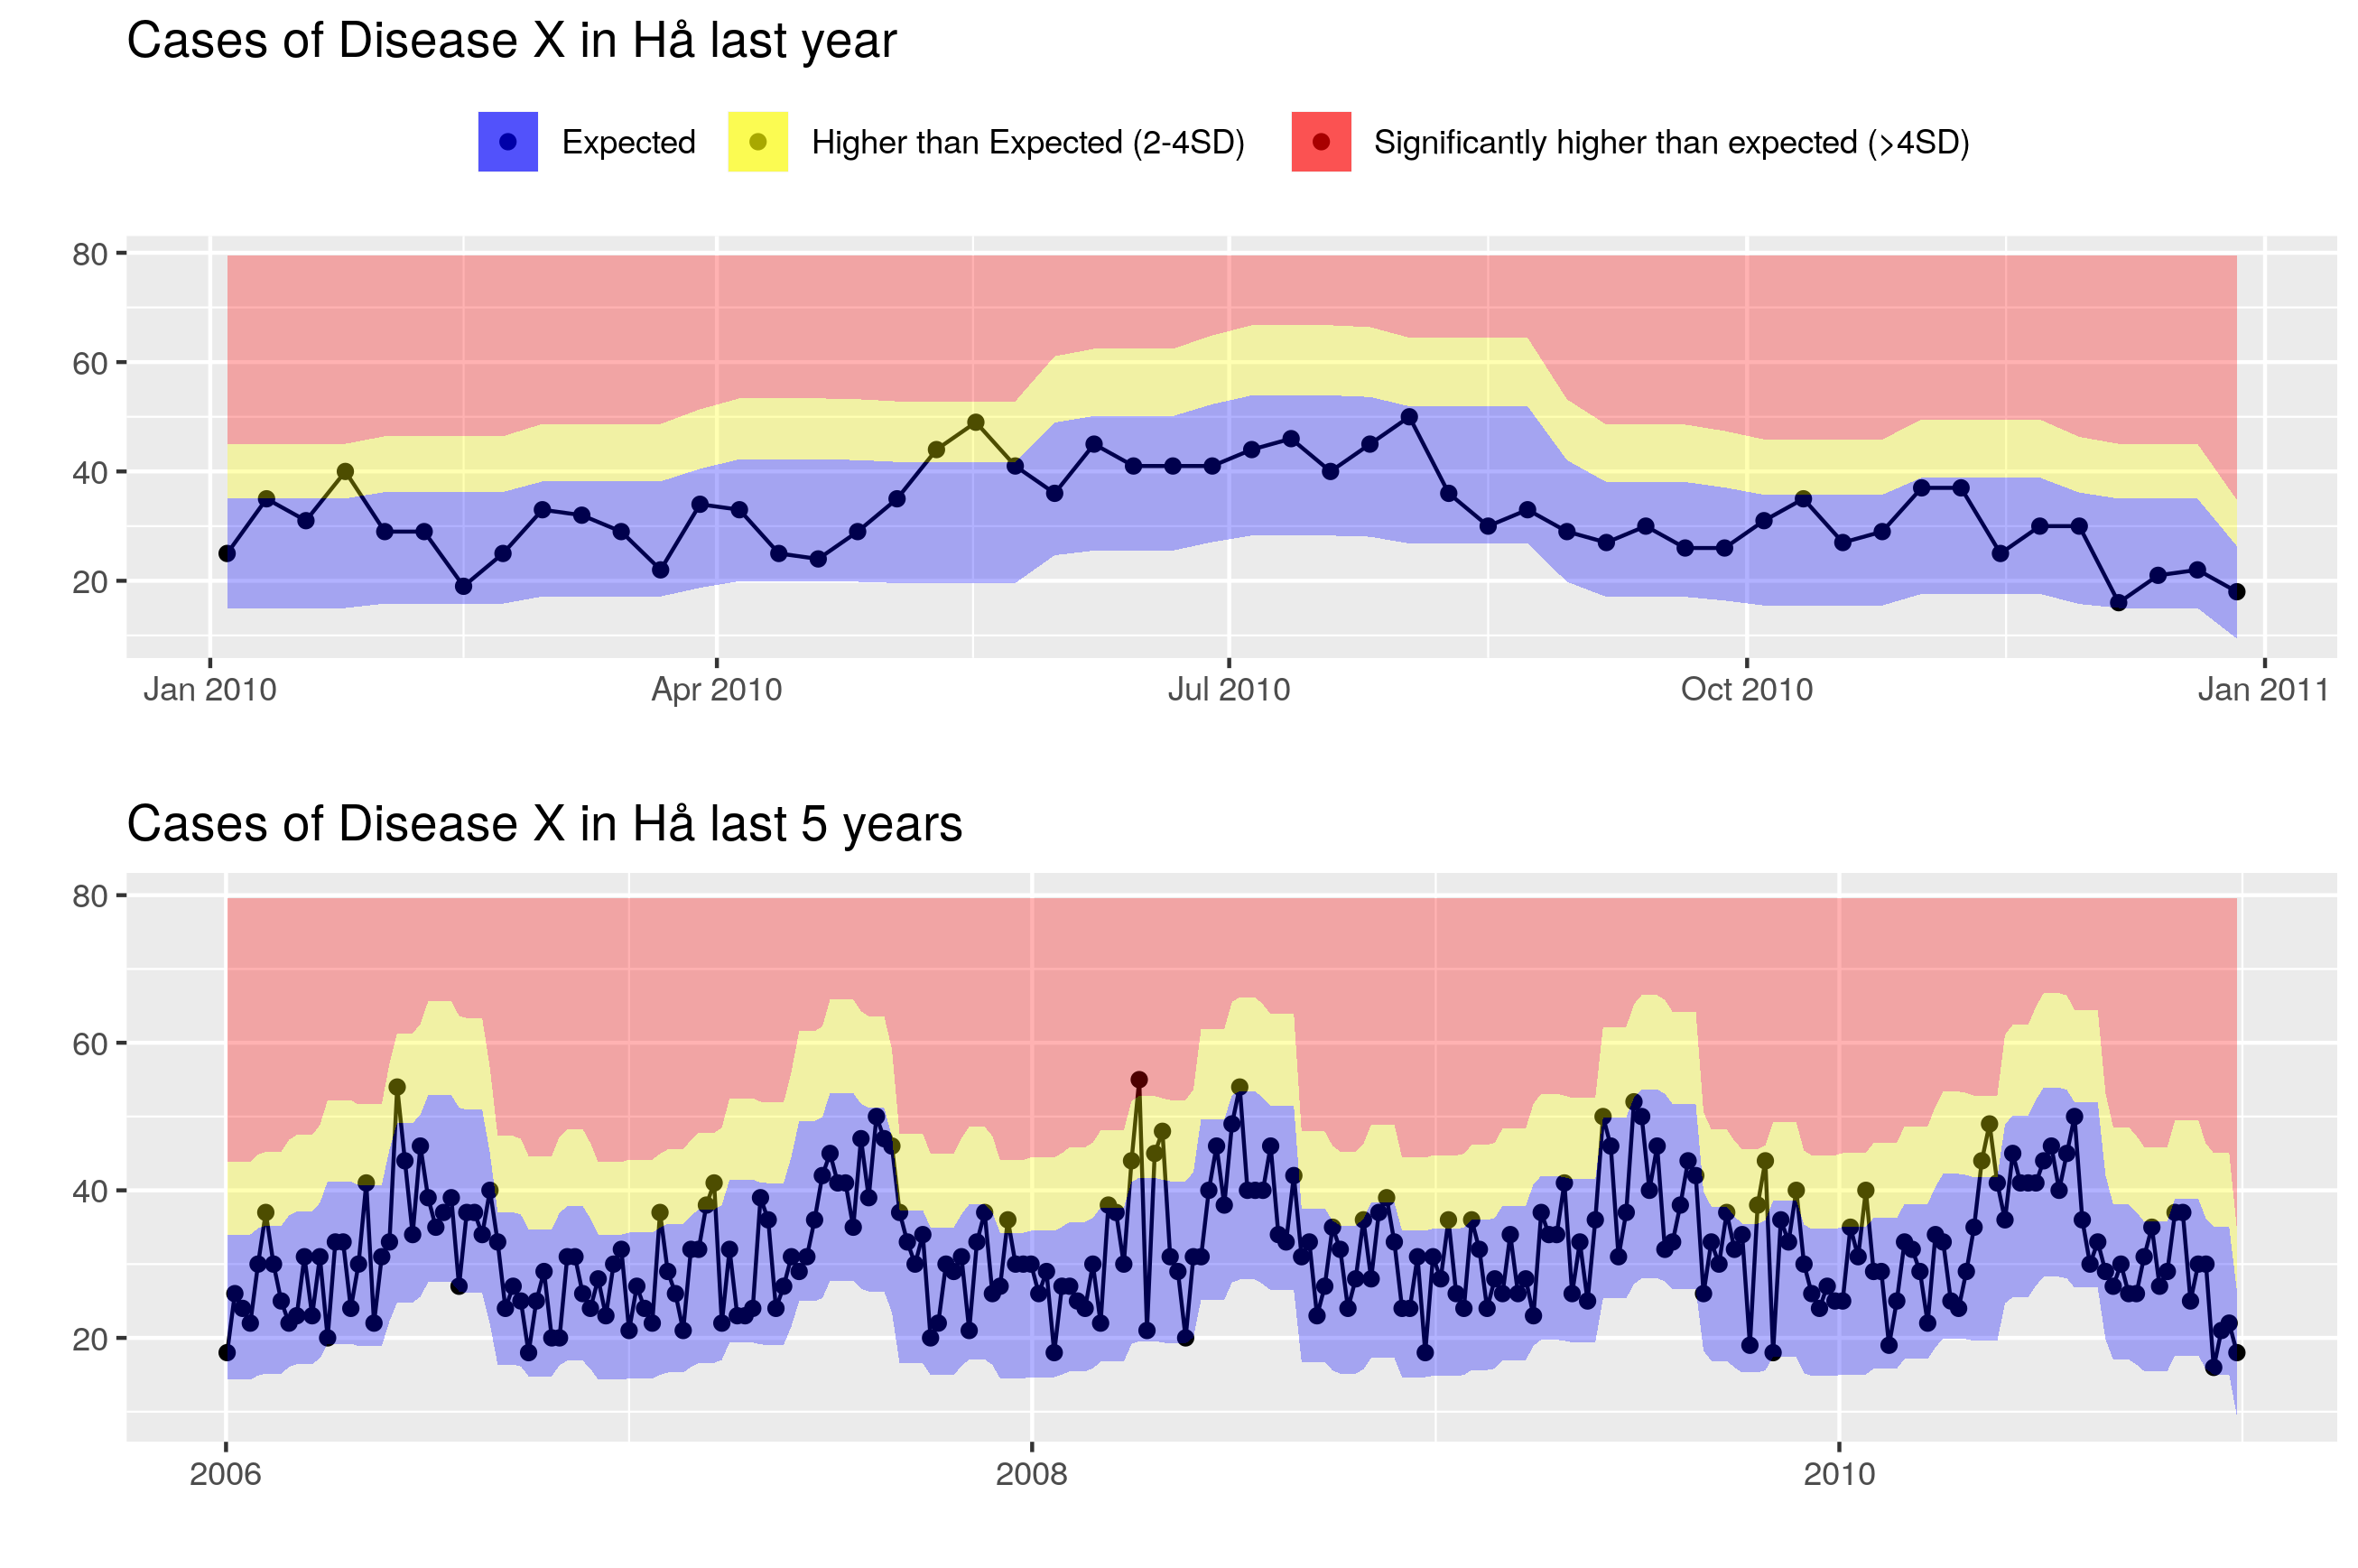 Cases of Disease X in Hå last year
Expected Higher than Expected (2-4SD) Significantly higher than expected (>4SD)
80
60
40
20
Jan 2010 Apr 2010 Jul 2010 Oct 2010 Jan 2011
Cases of Disease X in Hå last 5 years
80
60
40
20
2006 2008 2010